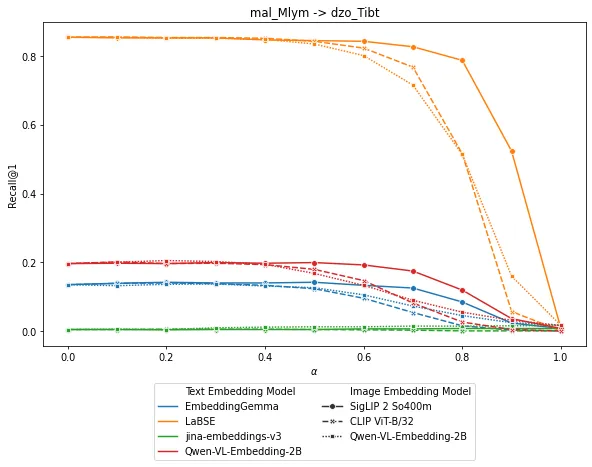 mal_Mlym -> dzo_Tibt
Recall@1
0.8
0.6
0.4
0.2
0.0
0.0 0.2 0.4 0.6 0.8 1.0
α
Text Embedding Model
EmbeddingGemma
LaBSE
jina-embeddings-v3
Qwen-VL-Embedding-2B
Image Embedding Model
SigLIP 2 So400m
CLIP ViT-B/32
Qwen-VL-Embedding-2B